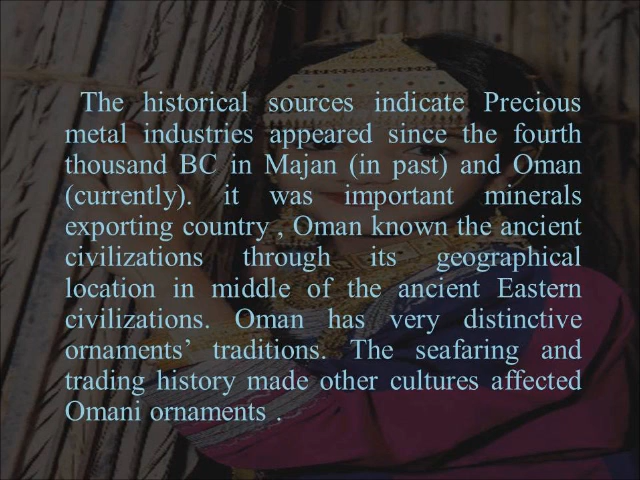 The historical sources indicate Precious
metal industries appeared since the fourth
thousand BC in Majan (in past) and Oman
(currently). it was important minerals
exporting country , Oman known the ancient
civilizations through its geographical
location in middle of the ancient Eastern
civilizations. Oman has very distinctive
ornaments’ traditions. The seafaring and
trading history made other cultures affected
Omani ornaments .